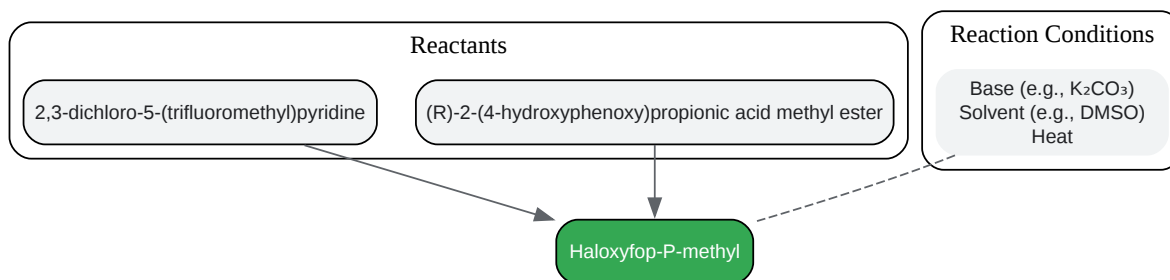 Reactants
Reaction Conditions
2,3-dichloro-5-(trifluoromethyl)pyridine
(R)-2-(4-hydroxyphenoxy)propionic acid methyl ester
Base (e.g., K₂CO₃)
Solvent (e.g., DMSO)
Heat
Haloxyfop-P-methyl